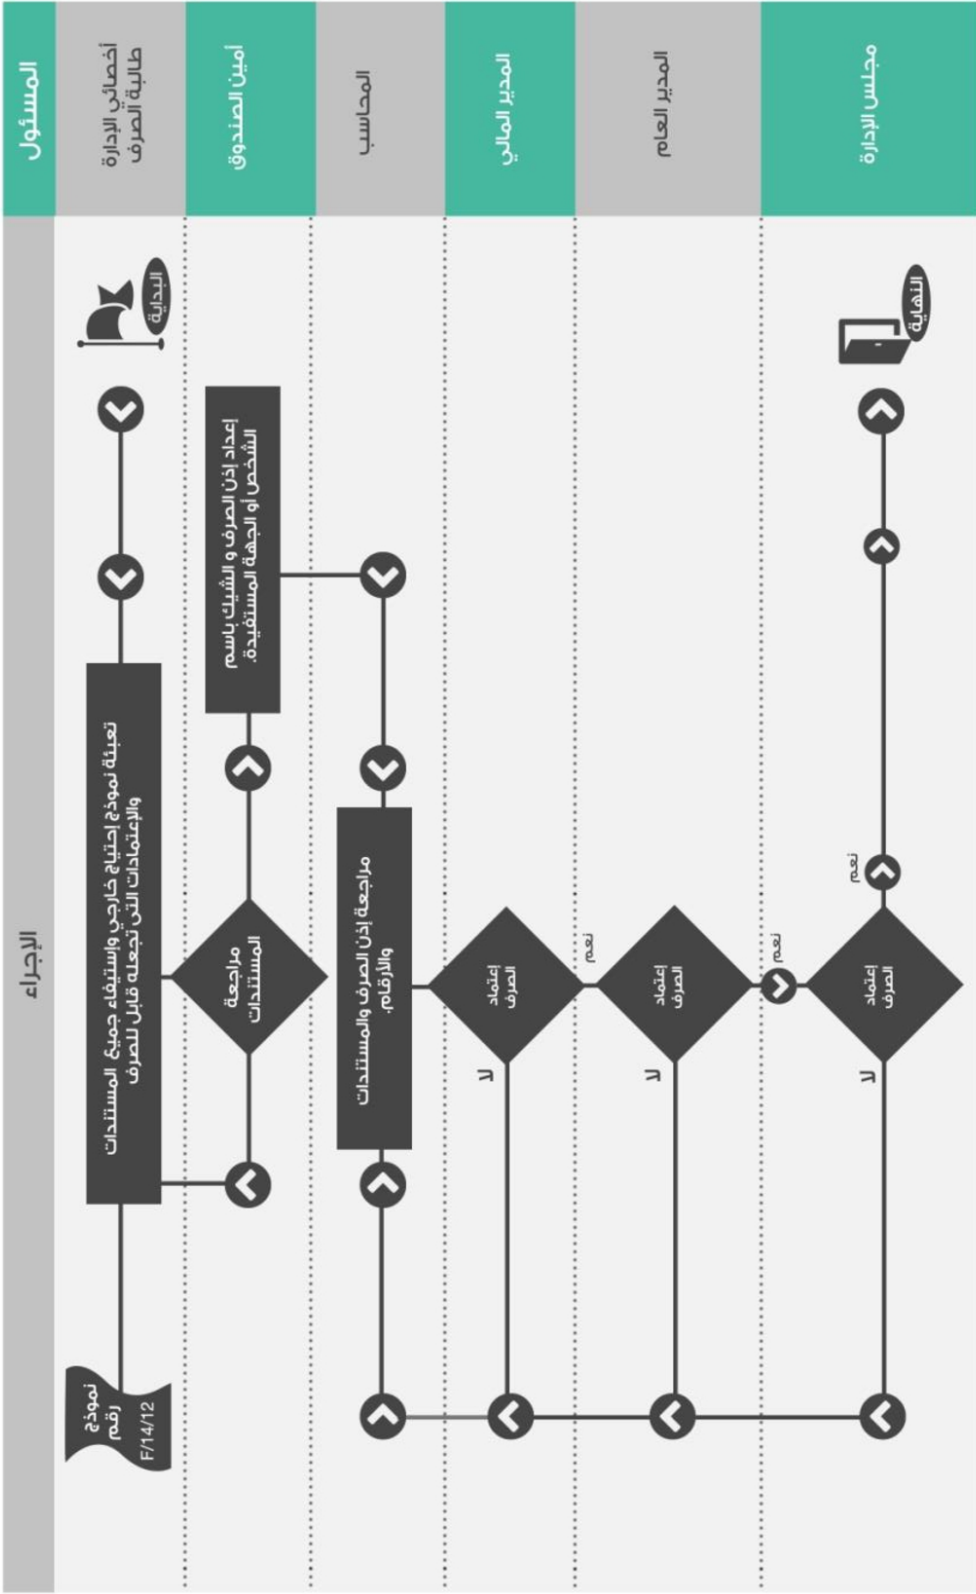 المسئول
الإجراء
أخصائي الإدارة
طالبة الصرف
البداية
تعبئة نموذج إحتياج خارجي وإستيفاء جميع المستندات
والإعتمادات التي تجعله قابل للصرف
نموذج
رقم
F/14/12
أمين الصندوق
إعداد إذن الصرف و الشيك باسم
الشخص أو الجهة المستفيدة.
مراجعة
المستندات
المحاسب
مراجعة إذن الصرف والمستندات
والأرقام.
المدير المالي
إعتماد
الصرف
لا
نعم
المدير العام
إعتماد
الصرف
لا
نعم
مجلس الإدارة
النهاية
نعم
إعتماد
الصرف
لا